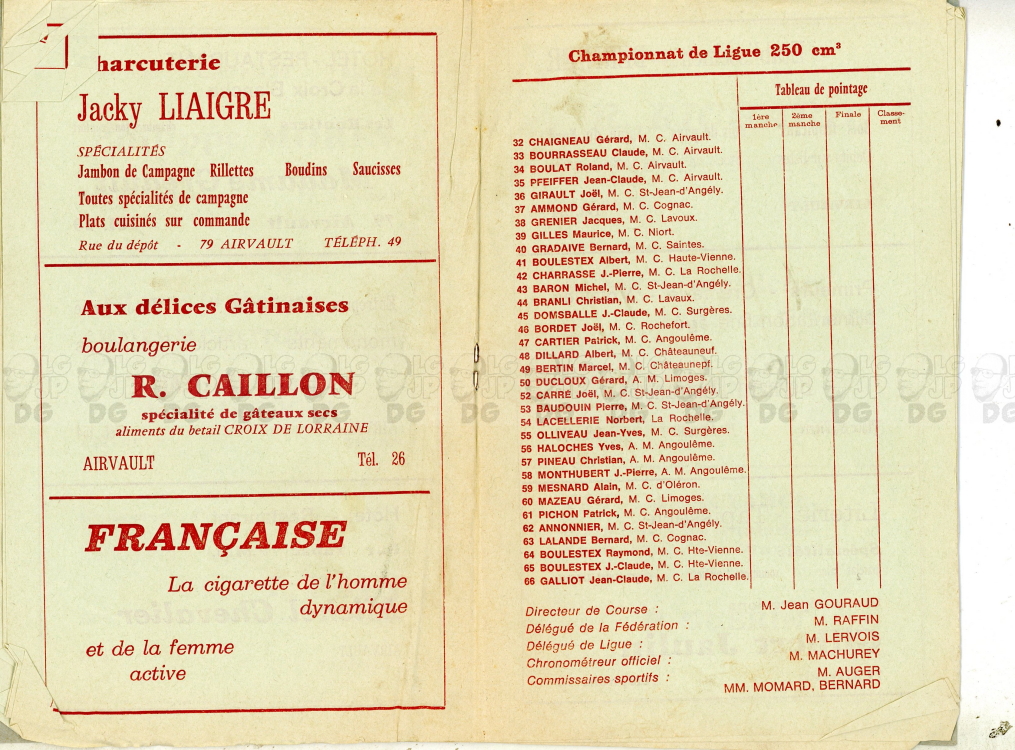 harcuterie
Jacky LIAIGRE
SPÉCIALITÉS
Jambon de Campagne Rillettes Boudins Saucisses
Toutes spécialités de campagne
Plats cuisinés sur commande
Rue du dépôt - 79 AIRVAULT TÉLÉPH. 49
Aux délices Gâtinaises
boulangerie
R. CAILLON
spécialité de gâteaux secs
aliments du betail CROIX DE LORRAINE
AIRVAULT Tél. 26
FRANÇAISE
La cigarette de l'homme
dynamique
et de la femme
active
Championnat de Ligue 250 cm³
Tableau de pointage
1ère manche 2ème manche Finale Classe-ment
32 CHAIGNEAU Gérard, M. C. Airvault.
33 BOURRASSEAU Claude, M. C. Airvault.
34 BOULAT Roland, M. C. Airvault.
35 PFEIFFER Jean-Claude, M. C. Airvault.
36 GIRAULT Joël, M. C. St-Jean-d'Angély.
37 AMMOND Gérard, M. C. Cognac.
38 GRENIER Jacques, M. C. Lavoux.
39 GILLES Maurice, M. C. Niort.
40 GRADAIVE Bernard, M. C. Saintes.
41 BOULESTEX Albert, M. C. Haute-Vienne.
42 CHARRASSE J.-Pierre, M. C. La Rochelle.
43 BARON Michel, M. C. St-Jean-d'Angély.
44 BRANLI Christian, M. C. Lavaux.
45 DOMSBALLE J.-Claude, M. C. Surgères.
46 BORDET Joël, M. C. Rochefort.
47 CARTIER Patrick, M. C. Angoulême.
48 DILLARD Albert, M. C. Châteauneuf.
49 BERTIN Marcel, M. C. Châteaunepf.
50 DUCLOUX Gérard, A. M. Limoges.
52 CARRÉ Joël, M. C. St-Jean-d'Angély.
53 BAUDOUIN Pierre, M. C. St-Jean-d'Angély.
54 LACELLERIE Norbert, La Rochelle.
55 OLLIVEAU Jean-Yves, M. C. Surgères.
56 HALOCHES Yves, A. M. Angoulême.
57 PINEAU Christian, A. M. Angoulême.
58 MONTHUBERT J.-Pierre, A. M. Angoulême.
59 MESNARD Alain, M. C. d'Oléron.
60 MAZEAU Gérard, M. C. Limoges.
61 PICHON Patrick, M. C. Angoulême.
62 ANNONNIER, M. C. St-Jean-d'Angély.
63 LALANDE Bernard, M. C. Cognac.
64 BOULESTEX Raymond, M. C. Hte-Vienne.
65 BOULESTEX J.-Claude, M. C. Hte-Vienne.
66 GALLIOT Jean-Claude, M. C. La Rochelle.
Directeur de Course : M. Jean GOURAUD
Délégué de la Fédération : M. RAFFIN
Délégué de Ligue : M. LERVOIS
Chronométreur officiel : M. MACHUREY
Commissaires sportifs : M. AUGER
MM. MOMARD, BERNARD